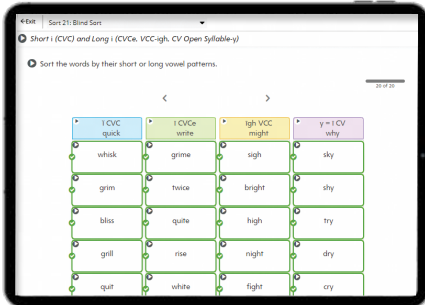 Exit Sort 21: Blind Sort
Short i (CVC) and Long i (CVCe, VCC-igh, CV Open Syllable-y)
Sort the words by their short or long vowel patterns.
20 of 20
ĭ CVC ī CVCe īgh VCC y = ī CV
quick write might why
whisk grime sigh sky
grim twice bright shy
bliss quite high try
grill rise night dry
quit white fight cry